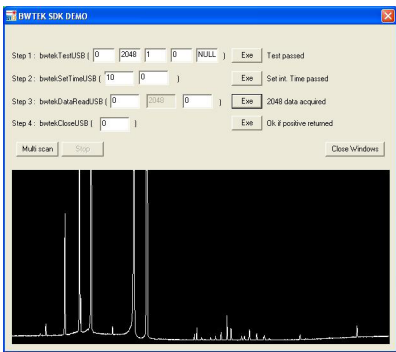 BWTEK SDK DEMO
Step 1 : bwtekTestUSB ( 0 2048 1 0 NULL ) Exe Test passed
Step 2 : bwtekSetTimeUSB ( 10 0 ) Exe Set int. Time passed
Step 3 : bwtekDataReadUSB ( 0 2048 0 ) Exe 2048 data acquired
Step 4 : bwtekCloseUSB ( 0 ) Exe Ok if positive returned
Multi scan Stop Close Windows